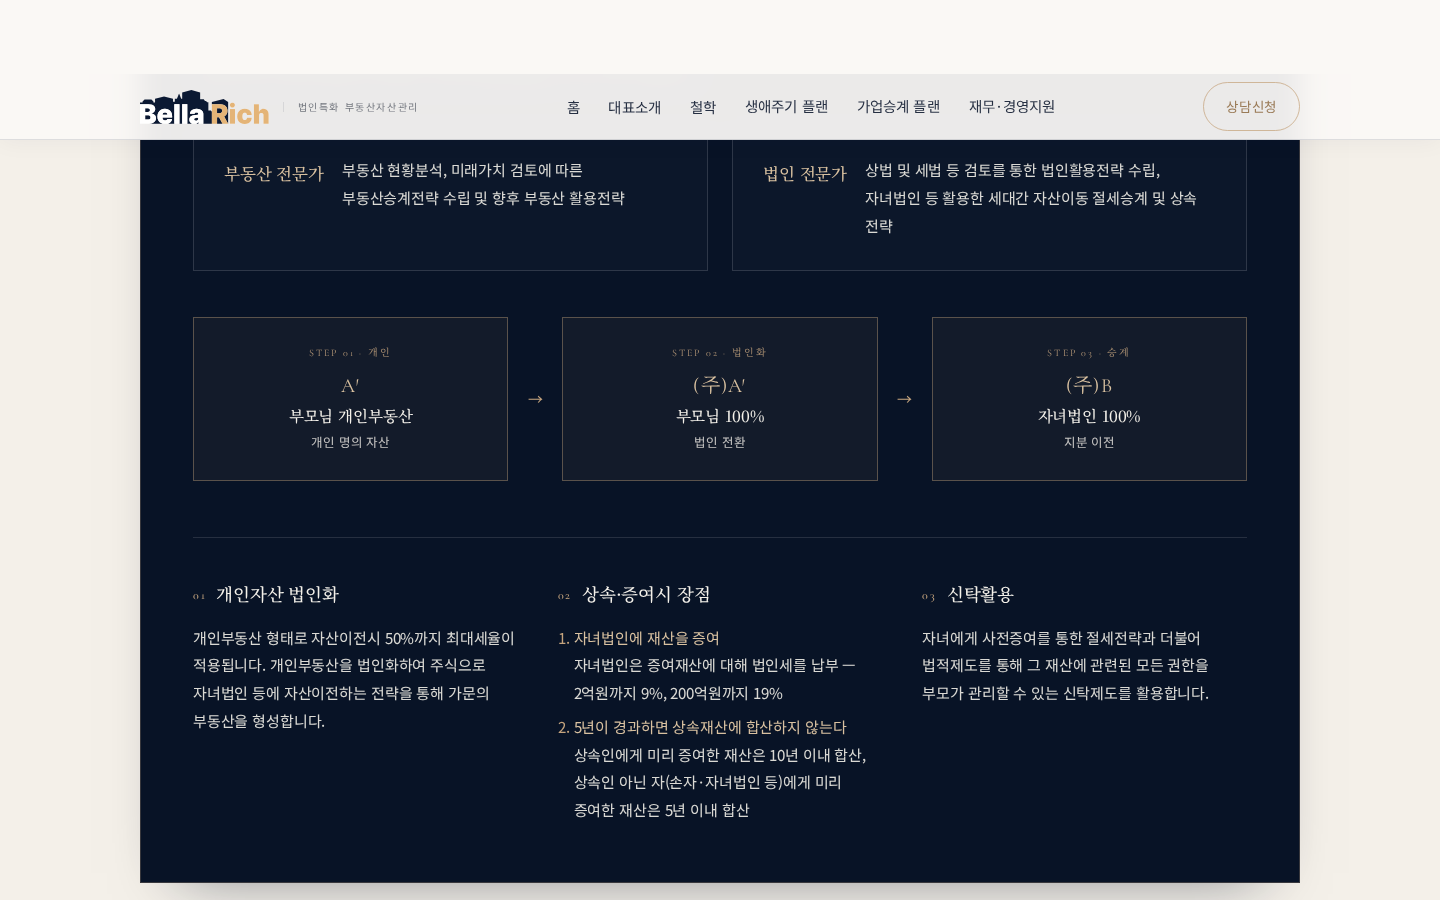 BellaRich
법인특화 부동산자산관리
홈
대표소개
철학
생애주기 플랜
가업승계 플랜
재무·경영지원
상담신청
부동산 전문가
부동산 현황분석, 미래가치 검토에 따른
부동산승계전략 수립 및 향후 부동산 활용전략
법인 전문가
상법 및 세법 등 검토를 통한 법인활용전략 수립,
자녀법인 등 활용한 세대간 자산이동 절세승계 및 상속
전략
STEP 01 · 개인
A'
부모님 개인부동산
개인 명의 자산
→
STEP 02 · 법인화
(주)A'
부모님 100%
법인 전환
→
STEP 03 · 승계
(주)B
자녀법인 100%
지분 이전
01 개인자산 법인화
개인부동산 형태로 자산이전시 50%까지 최대세율이
적용됩니다. 개인부동산을 법인화하여 주식으로
자녀법인 등에 자산이전하는 전략을 통해 가문의
부동산을 형성합니다.
02 상속·증여시 장점
1. 자녀법인에 재산을 증여
자녀법인은 증여재산에 대해 법인세를 납부 —
2억원까지 9%, 200억원까지 19%
2. 5년이 경과하면 상속재산에 합산하지 않는다
상속인에게 미리 증여한 재산은 10년 이내 합산,
상속인 아닌 자(손자·자녀법인 등)에게 미리
증여한 재산은 5년 이내 합산
03 신탁활용
자녀에게 사전증여를 통한 절세전략과 더불어
법적제도를 통해 그 재산에 관련된 모든 권한을
부모가 관리할 수 있는 신탁제도를 활용합니다.